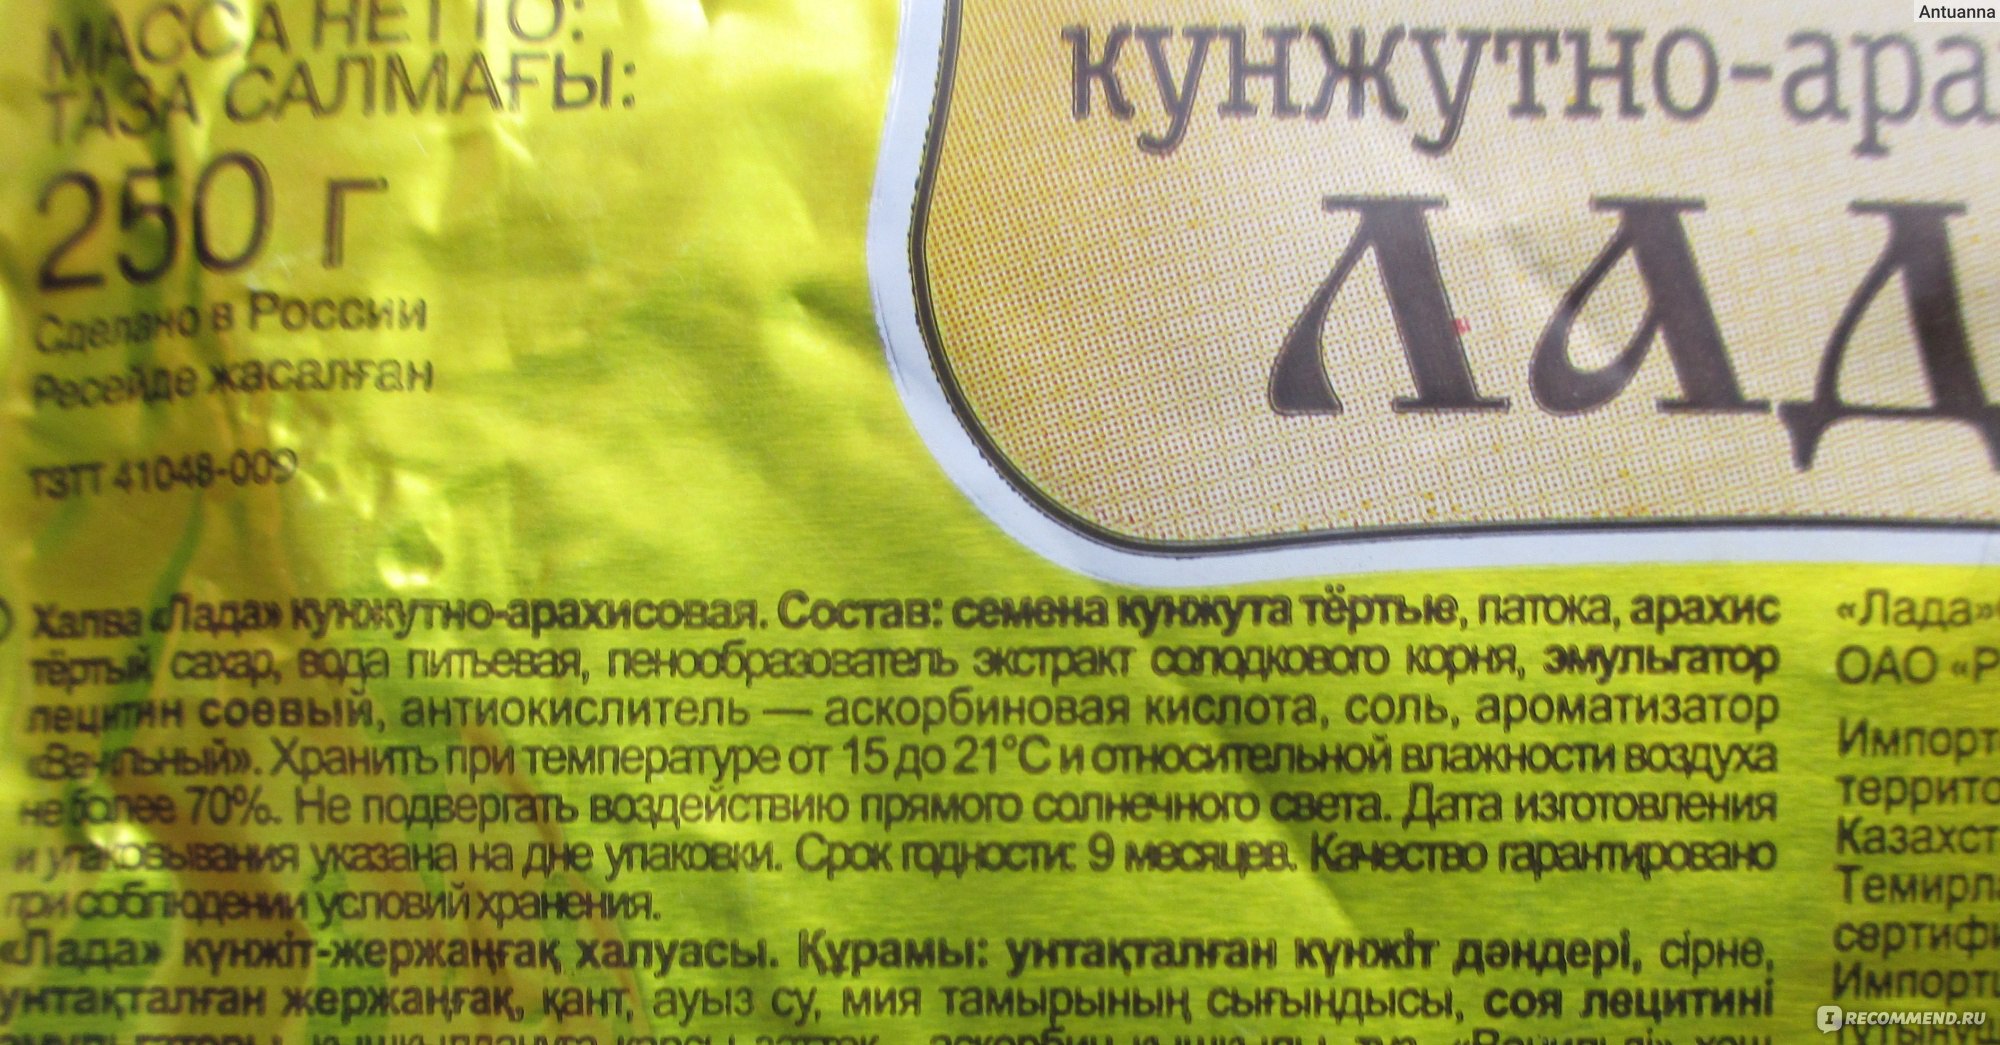 Antuanna
МАССА НЕТТО:
ТАЗА САЛМАҒЫ:
250 г
Сделано в России
Ресейде жасалған
ТЗТТ 41048-009
кунжутно-ара
ЛАД
Халва «Лада» кунжутно-арахисовая. Состав: семена кунжута тёртые, патока, арахис
тёртый, сахар, вода питьевая, пенообразователь экстракт солодкового корня, эмульгатор
лецитин соевый, антиокислитель — аскорбиновая кислота, соль, ароматизатор
«Ванильный». Хранить при температуре от 15 до 21°С и относительной влажности воздуха
не более 70%. Не подвергать воздействию прямого солнечного света. Дата изготовления
и упаковывания указана на дне упаковки. Срок годности: 9 месяцев. Качество гарантировано
при соблюдении условий хранения.
«Лада» күнжіт-жержаңғақ халуасы. Құрамы: унтақталған күнжіт дәндері, сірне,
унтақталған жержаңғақ, қант, ауыз су, мия тамырының сығындысы, соя лецитині
«Лада»
ОАО «Р
Импорт
террито
Казахст
Темирл
сертифи
Импорт
RECOMMEND.RU